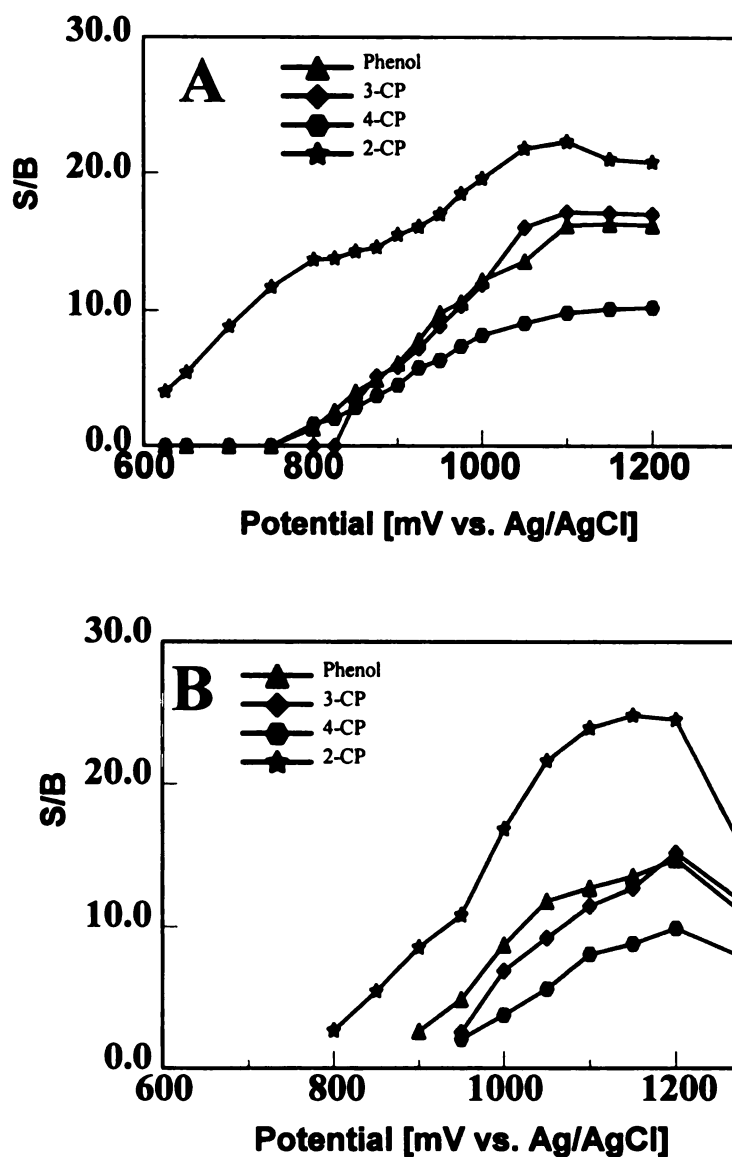 30.0
A
Phenol
3-CP
4-CP
2-CP
20.0
S/B
10.0
0.0
600 800 1000 1200
Potential [mV vs. Ag/AgCl]
30.0
B
Phenol
3-CP
4-CP
2-CP
20.0
S/B
10.0
0.0
600 800 1000 1200
Potential [mV vs. Ag/AgCl]